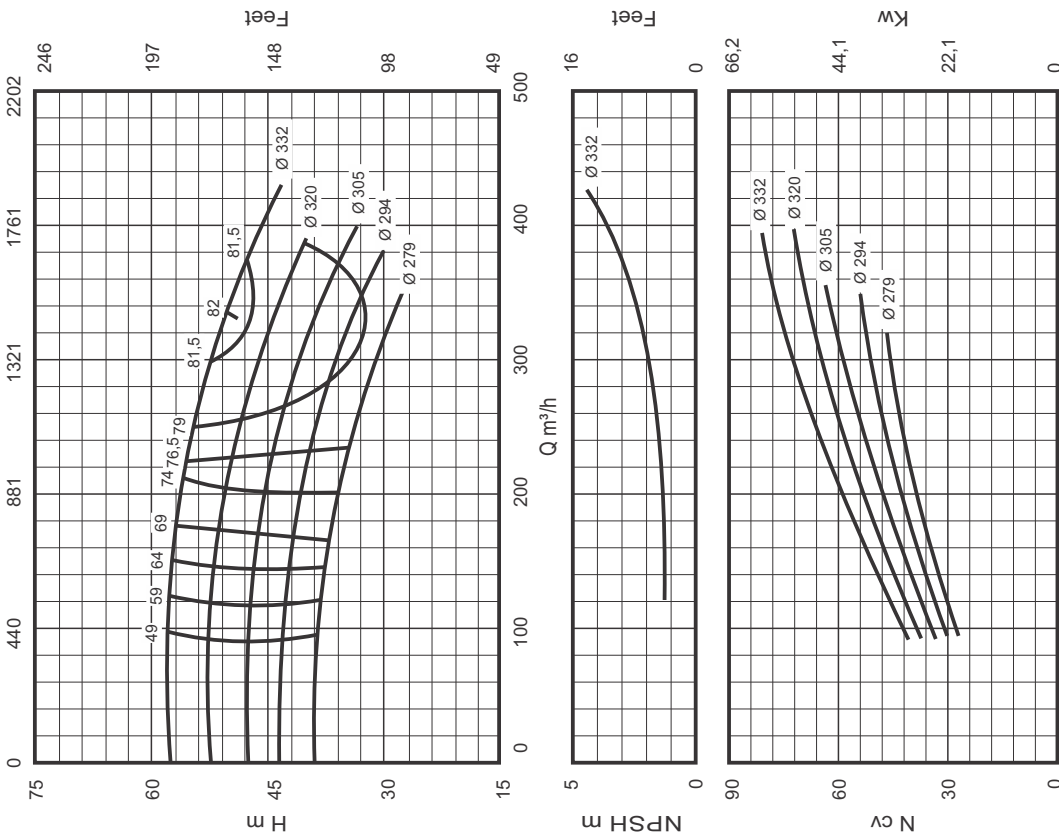 0
440
881
1321
1761
2202
75
60
45
30
15
H m
246
197
148
98
49
Feet
49
59
64
69
74
76,5
79
81,5
82
81,5
Ø 332
Ø 320
Ø 305
Ø 294
Ø 279
0
100
200
300
400
500
Q m³/h
5
0
NPSH m
16
0
Feet
Ø 332
90
60
30
0
N cv
66,2
44,1
22,1
0
Kw
Ø 332
Ø 320
Ø 305
Ø 294
Ø 279